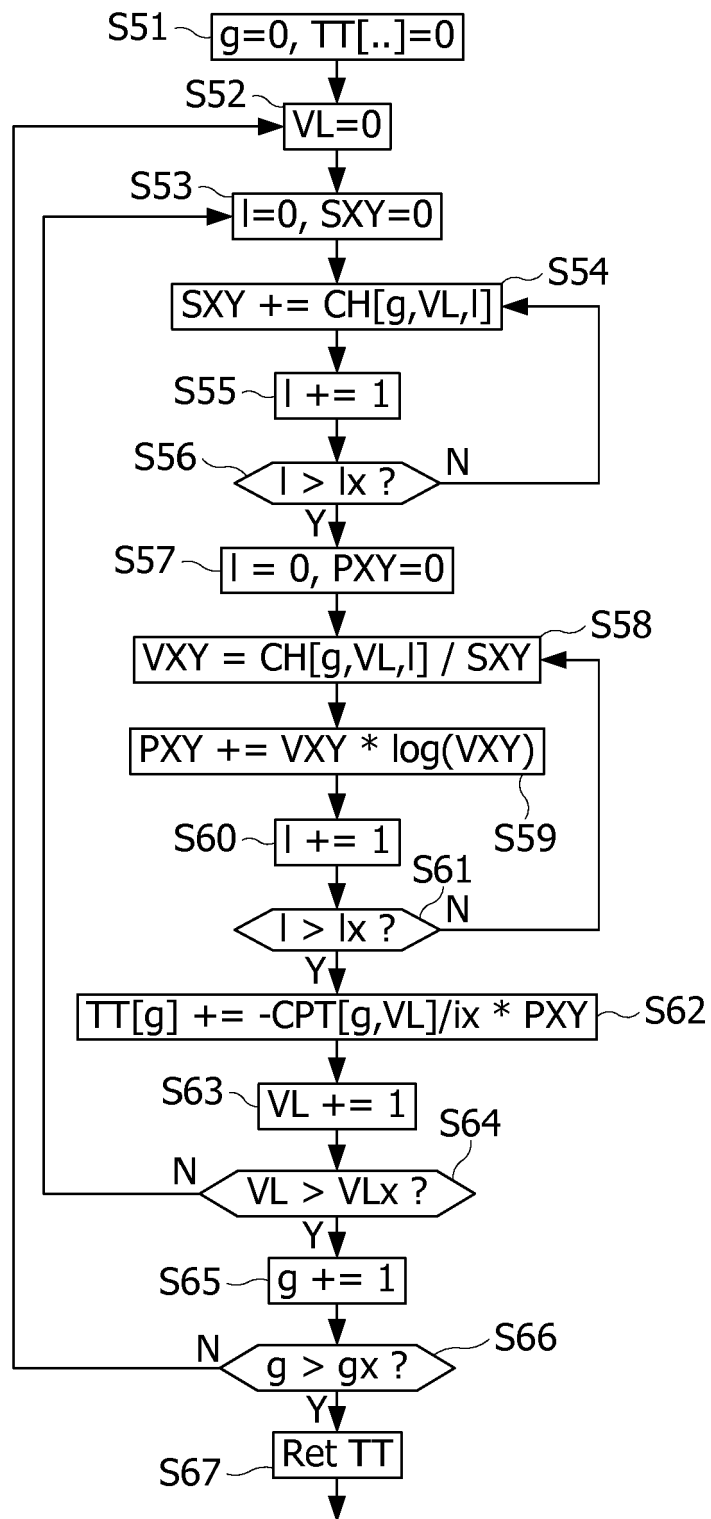 S51
g=0, TT[..]=0
S52
VL=0
S53
l=0, SXY=0
S54
SXY += CH[g,VL,l]
S55
l += 1
S56
l > lx ?
N
Y
S57
l = 0, PXY=0
S58
VXY = CH[g,VL,l] / SXY
PXY += VXY * log(VXY)
S59
S60
l += 1
S61
l > lx ?
N
Y
TT[g] += -CPT[g,VL]/ix * PXY
S62
S63
VL += 1
S64
N
VL > VLx ?
Y
S65
g += 1
S66
N
g > gx ?
Y
S67
Ret TT